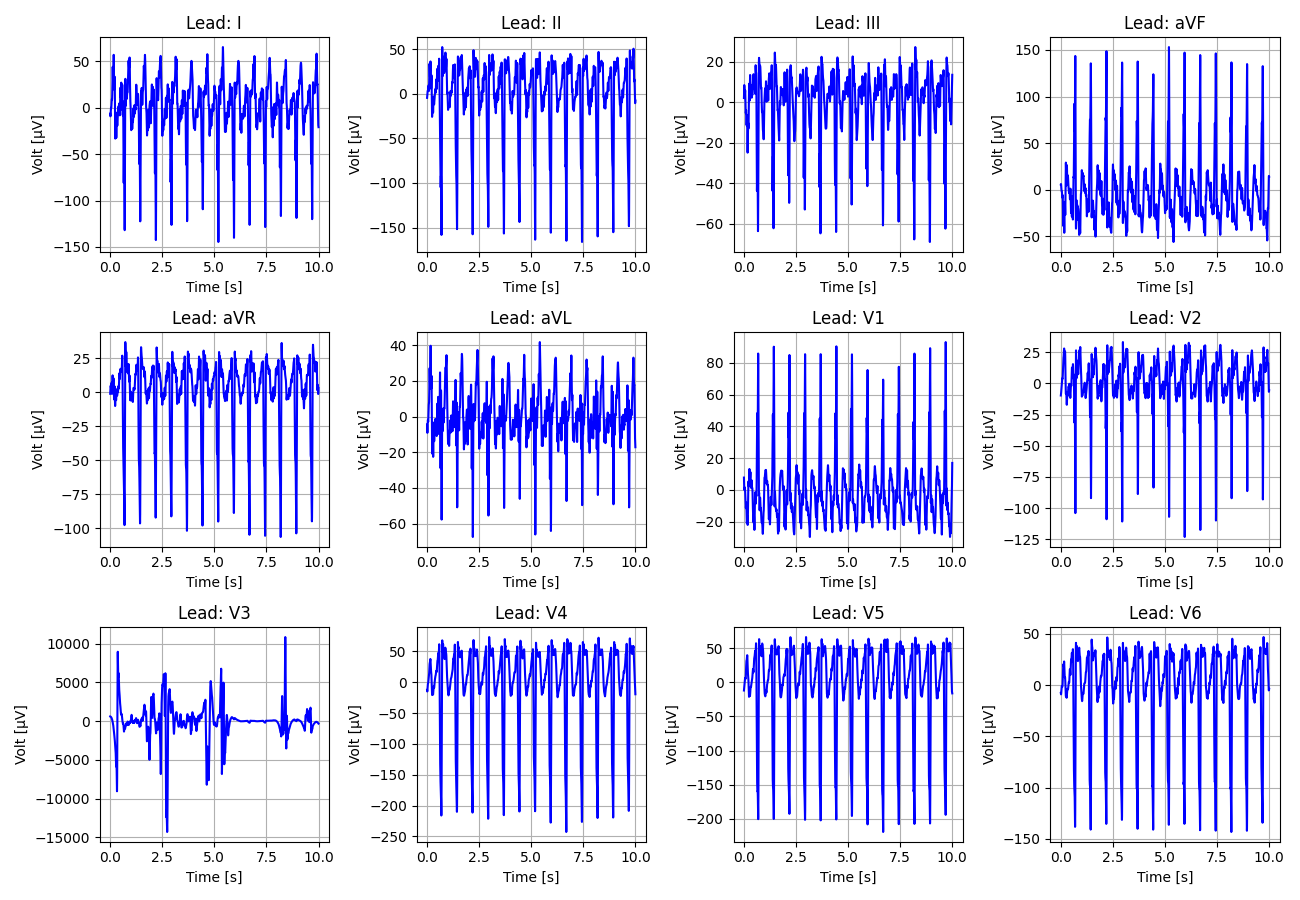 Lead: I
Volt [µV]
50
0
−50
−100
−150
0.0 2.5 5.0 7.5 10.0
Time [s]
Lead: II
Volt [µV]
50
0
−50
−100
−150
0.0 2.5 5.0 7.5 10.0
Time [s]
Lead: III
Volt [µV]
20
0
−20
−40
−60
0.0 2.5 5.0 7.5 10.0
Time [s]
Lead: aVF
Volt [µV]
150
100
50
0
−50
0.0 2.5 5.0 7.5 10.0
Time [s]
Lead: aVR
Volt [µV]
25
0
−25
−50
−75
−100
0.0 2.5 5.0 7.5 10.0
Time [s]
Lead: aVL
Volt [µV]
40
20
0
−20
−40
−60
0.0 2.5 5.0 7.5 10.0
Time [s]
Lead: V1
Volt [µV]
80
60
40
20
0
−20
0.0 2.5 5.0 7.5 10.0
Time [s]
Lead: V2
Volt [µV]
25
0
−25
−50
−75
−100
−125
0.0 2.5 5.0 7.5 10.0
Time [s]
Lead: V3
Volt [µV]
10000
5000
0
−5000
−10000
−15000
0.0 2.5 5.0 7.5 10.0
Time [s]
Lead: V4
Volt [µV]
50
0
−50
−100
−150
−200
−250
0.0 2.5 5.0 7.5 10.0
Time [s]
Lead: V5
Volt [µV]
50
0
−50
−100
−150
−200
0.0 2.5 5.0 7.5 10.0
Time [s]
Lead: V6
Volt [µV]
50
0
−50
−100
−150
0.0 2.5 5.0 7.5 10.0
Time [s]